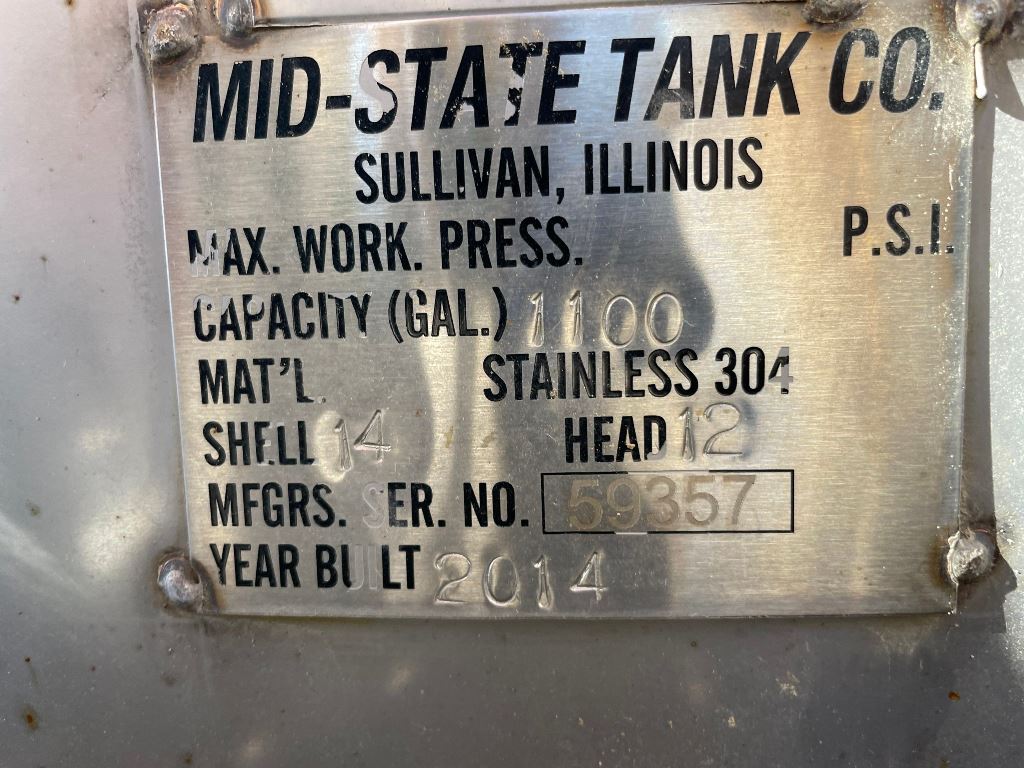 MID-STATE TANK CO.
SULLIVAN, ILLINOIS
MAX. WORK. PRESS. P.S.I.
CAPACITY (GAL.) 1100
MAT'L. STAINLESS 304
SHELL 14 HEAD 12
MFGRS. SER. NO. 59357
YEAR BUILT 2014